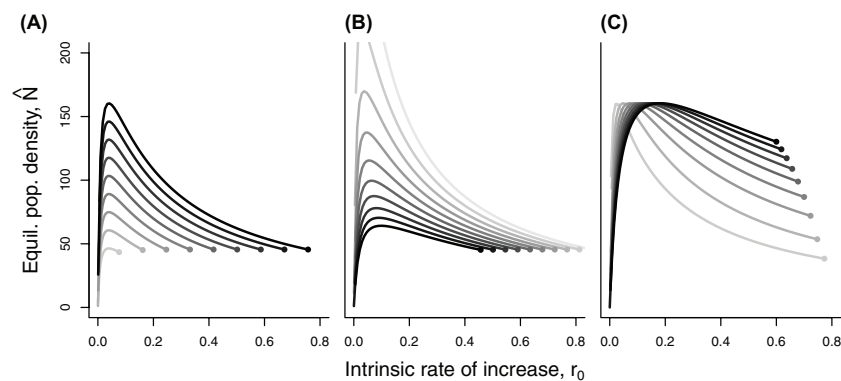 (A) (B) (C)
Equil. pop. density, N̂
0 50 100 150 200
0.0 0.2 0.4 0.6 0.8 0.0 0.2 0.4 0.6 0.8 0.0 0.2 0.4 0.6 0.8
Intrinsic rate of increase, r₀